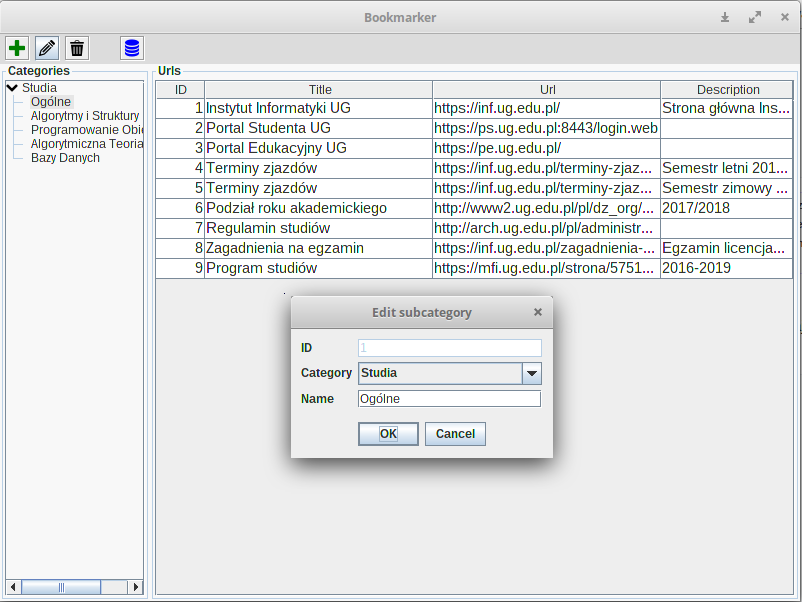 Bookmarker
Categories
Studia
Ogólne
Algorytmy i Struktury
Programowanie Obie
Algorytmiczna Teoria
Bazy Danych
Urls
ID Title Url Description
1 Instytut Informatyki UG https://inf.ug.edu.pl/ Strona główna Ins...
2 Portal Studenta UG https://ps.ug.edu.pl:8443/login.web
3 Portal Edukacyjny UG https://pe.ug.edu.pl/
4 Terminy zjazdów https://inf.ug.edu.pl/terminy-zjaz... Semestr letni 201...
5 Terminy zjazdów https://inf.ug.edu.pl/terminy-zjaz... Semestr zimowy ...
6 Podział roku akademickiego http://www2.ug.edu.pl/pl/dz_org/... 2017/2018
7 Regulamin studiów http://arch.ug.edu.pl/pl/administr...
8 Zagadnienia na egzamin https://inf.ug.edu.pl/zagadnienia-... Egzamin licencja...
9 Program studiów https://mfi.ug.edu.pl/strona/5751... 2016-2019
Edit subcategory
ID 1
Category Studia
Name Ogólne
OK Cancel